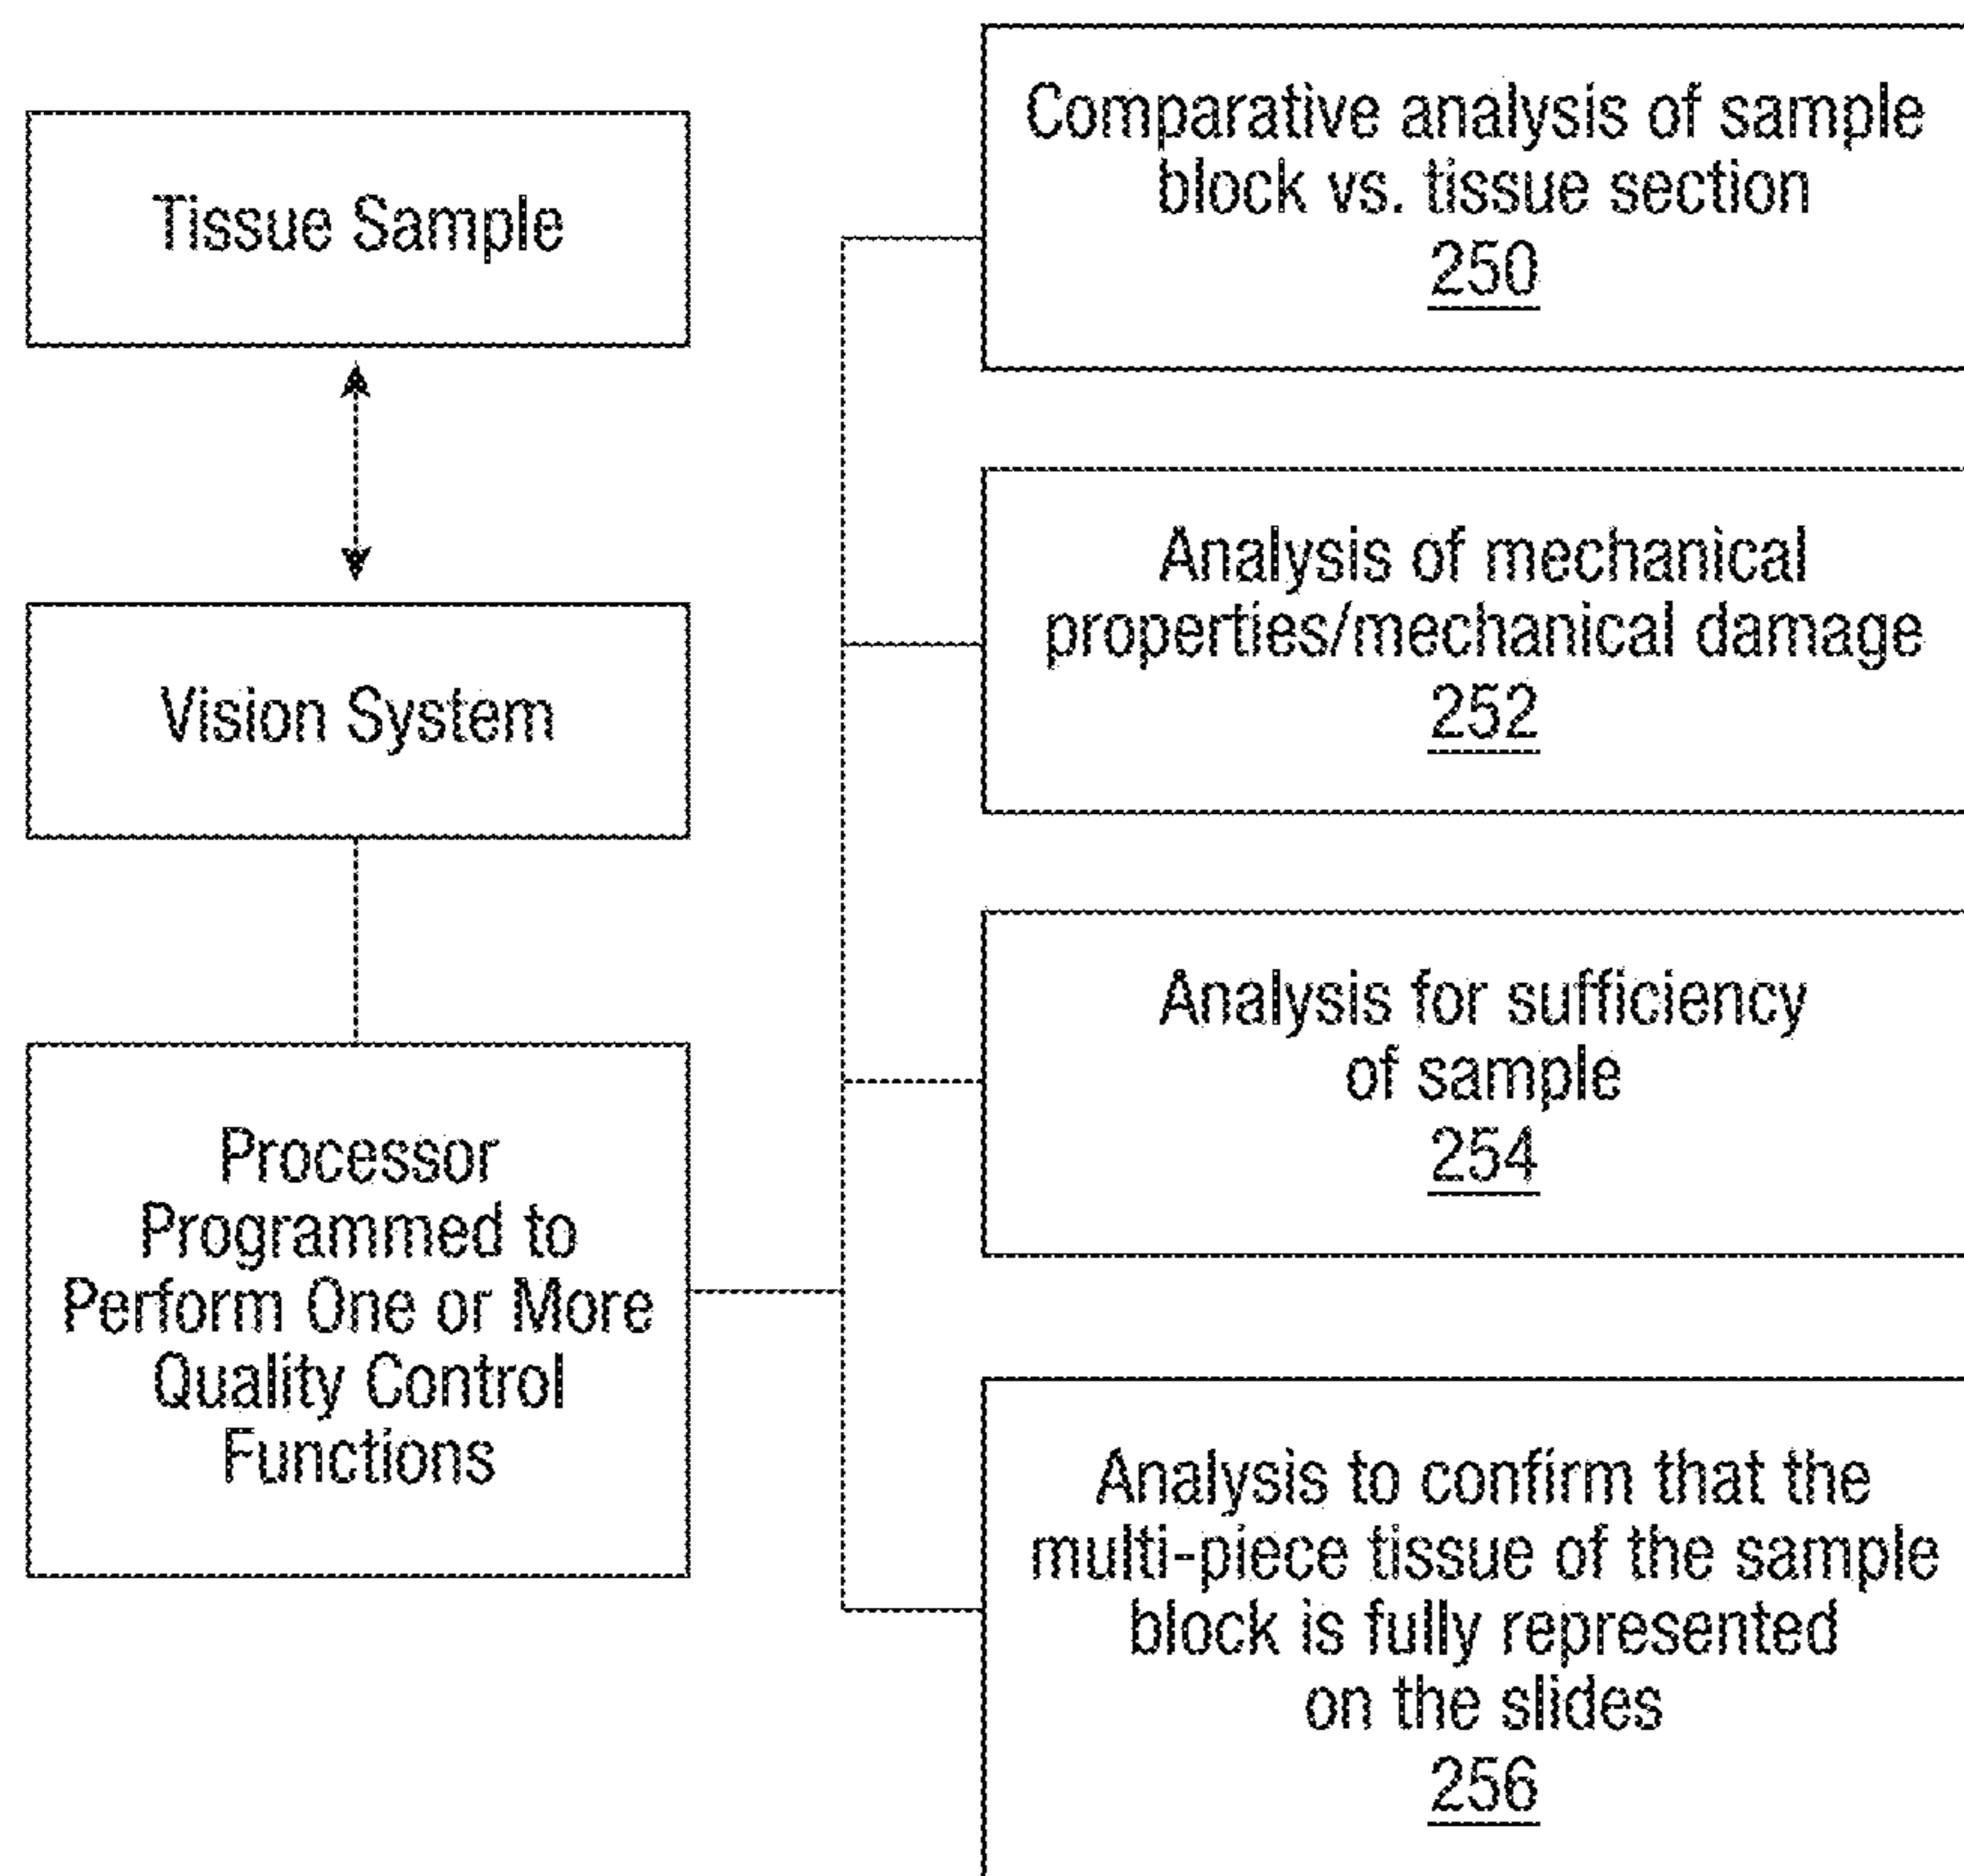 Tissue Sample
Vision System
Processor
Programmed to
Perform One or More
Quality Control
Functions
Comparative analysis of sample
block vs. tissue section
250
Analysis of mechanical
properties/mechanical damage
252
Analysis for sufficiency
of sample
254
Analysis to confirm that the
multi-piece tissue of the sample
block is fully represented
on the slides
256